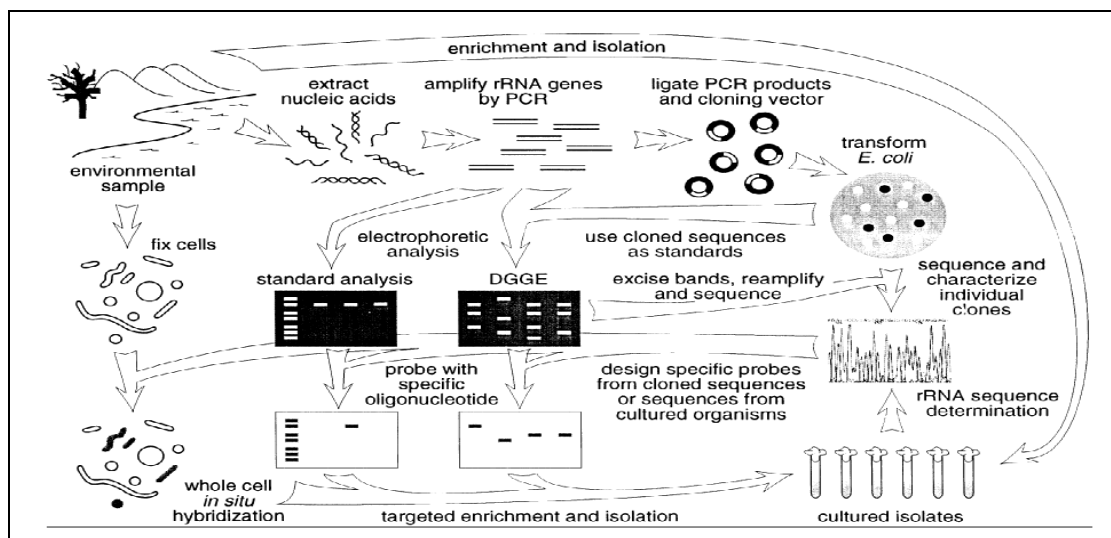 enrichment and isolation
extract
nucleic acids
amplify rRNA genes
by PCR
ligate PCR products
and cloning vector
transform
E. coli
environmental
sample
fix cells
electrophoretic
analysis
use cloned sequences
as standards
standard analysis
DGGE
excise bands, reamplify
and sequence
sequence and
characterize
individual
clones
probe with
specific
oligonucleotide
design specific probes
from cloned sequences
or sequences from
cultured organisms
rRNA sequence
determination
whole cell
in situ
hybridization
targeted enrichment and isolation
cultured isolates